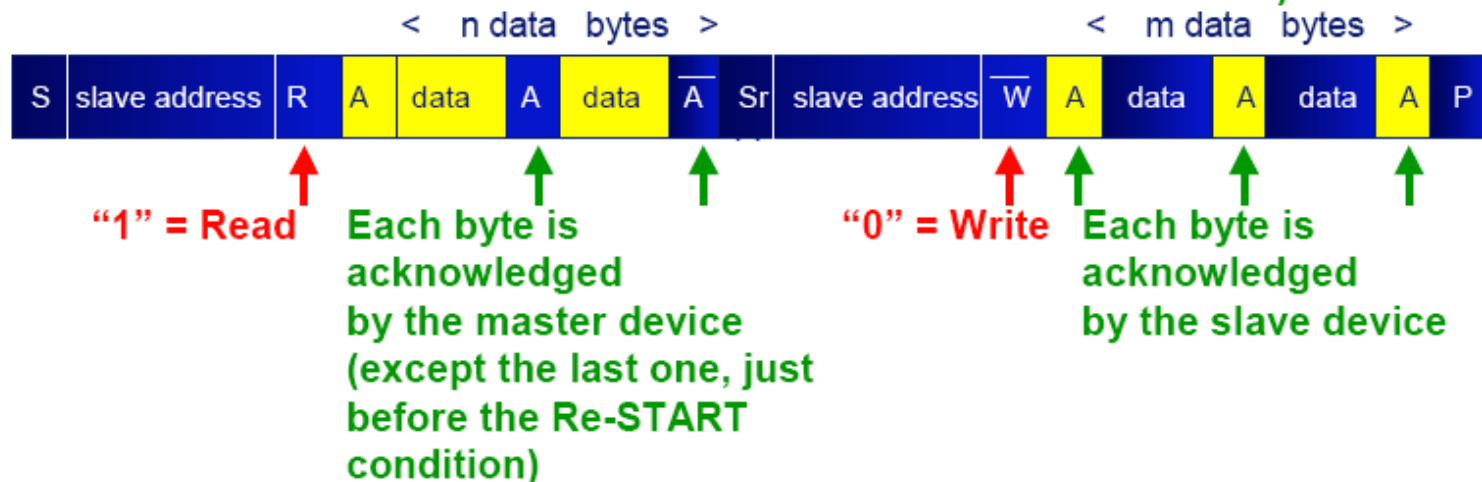 < n data bytes > < m data bytes >
S slave address R A data A data A̅ Sr slave address W̅ A data A data A P
“1” = Read Each byte is “0” = Write Each byte is
acknowledged acknowledged
by the master device by the slave device
(except the last one, just
before the Re-START
condition)